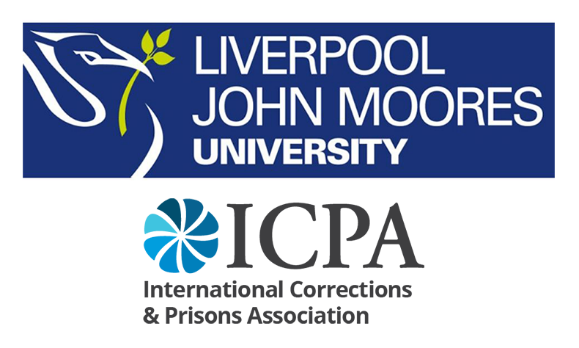 LIVERPOOL
JOHN MOORES
UNIVERSITY
ICPA
International Corrections
& Prisons Association